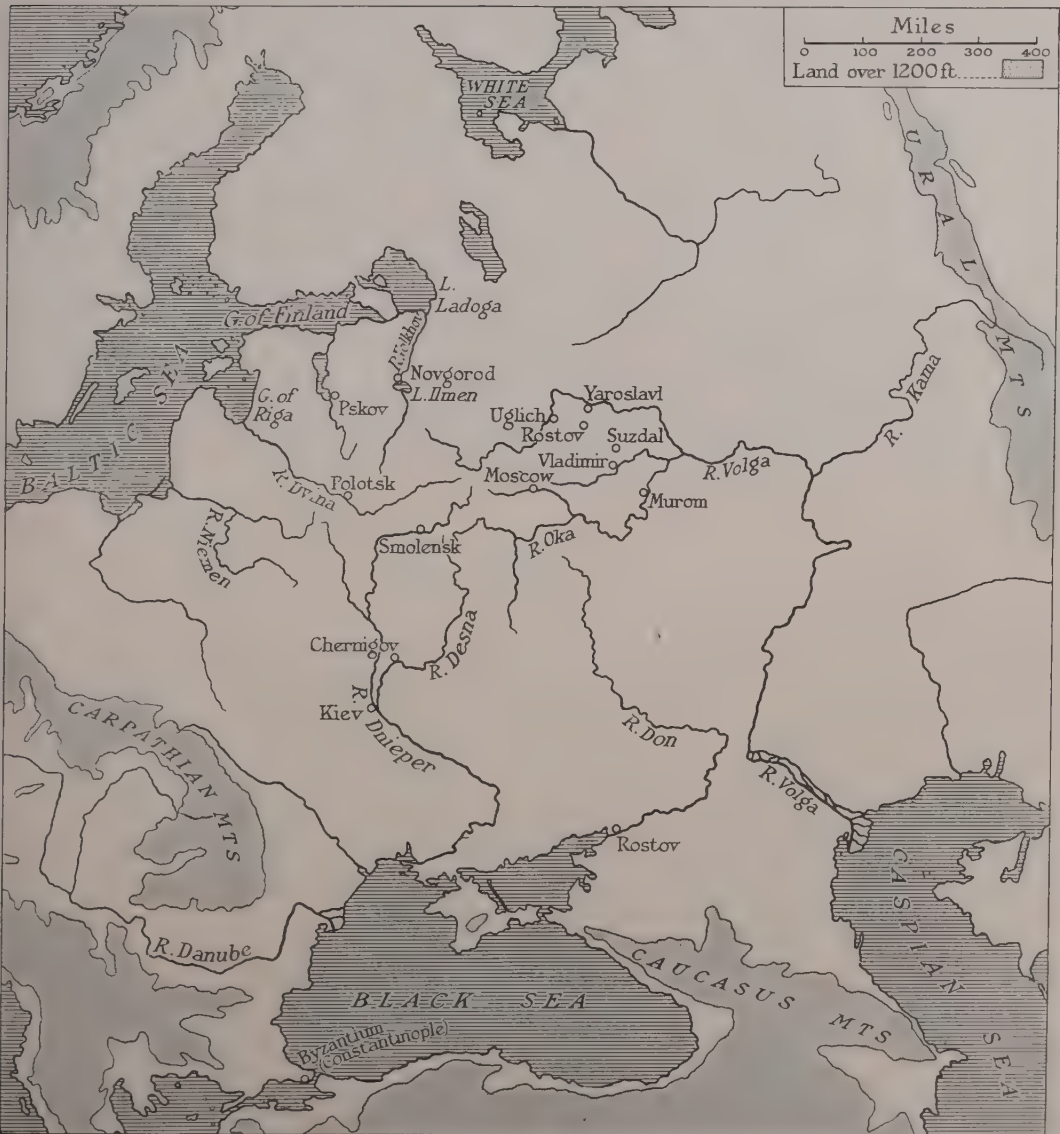 Miles
0 100 200 300 400
Land over 1200 ft.
WHITE
SEA
URAL MTS
L.
Ladoga
G. of Finland
R. Volkhov
Novgorod
L. Ilmen
Pskov
G. of
Riga
BALTIC SEA
Yaroslavl
Uglich
Rostov
Suzdal
Vladimir
Moscow
R. Volga
R. Kama
Murom
R. Dvina
Polotsk
R. Niemen
Smolensk
R. Oka
Chernigov
R. Desna
Kiev
R. Dnieper
R. Don
R. Volga
CARPATHIAN MTS
Rostov
R. Danube
BLACK SEA
CAUCASUS MTS
CASPIAN SEA
Byzantium
(Constantinople)